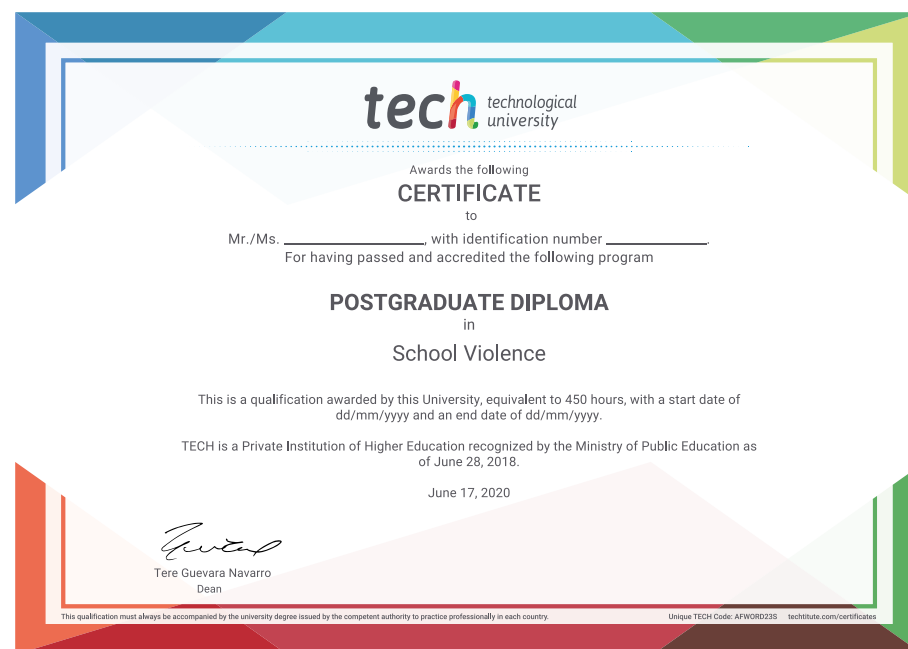 tech technological
university
Awards the following
CERTIFICATE
to
Mr./Ms. ____________________, with identification number ______________.
For having passed and accredited the following program
POSTGRADUATE DIPLOMA
in
School Violence
This is a qualification awarded by this University, equivalent to 450 hours, with a start date of
dd/mm/yyyy and an end date of dd/mm/yyyy.
TECH is a Private Institution of Higher Education recognized by the Ministry of Public Education as
of June 28, 2018.
June 17, 2020
Tere Guevara Navarro
Dean
This qualification must always be accompanied by the university degree issued by the competent authority to practice professionally in each country.
Unique TECH Code: AFWORD23S techtitute.com/certificates